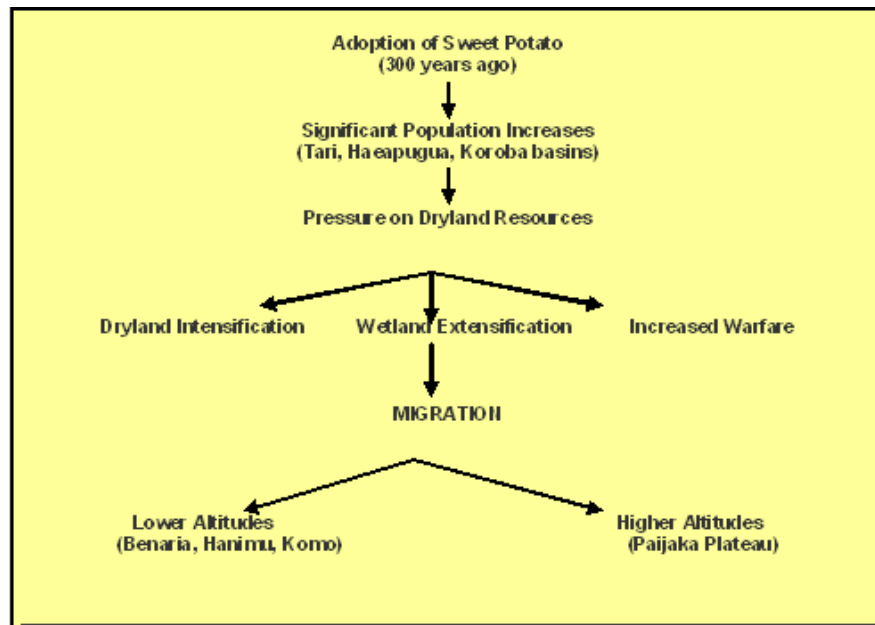 Adoption of Sweet Potato
(300 years ago)
Significant Population Increases
(Tari, Haeapugua, Koroba basins)
Pressure on Dryland Resources
Dryland Intensification
Wetland Extensification
Increased Warfare
MIGRATION
Lower Altitudes
(Benaria, Hanimu, Komo)
Higher Altitudes
(Paijaka Plateau)